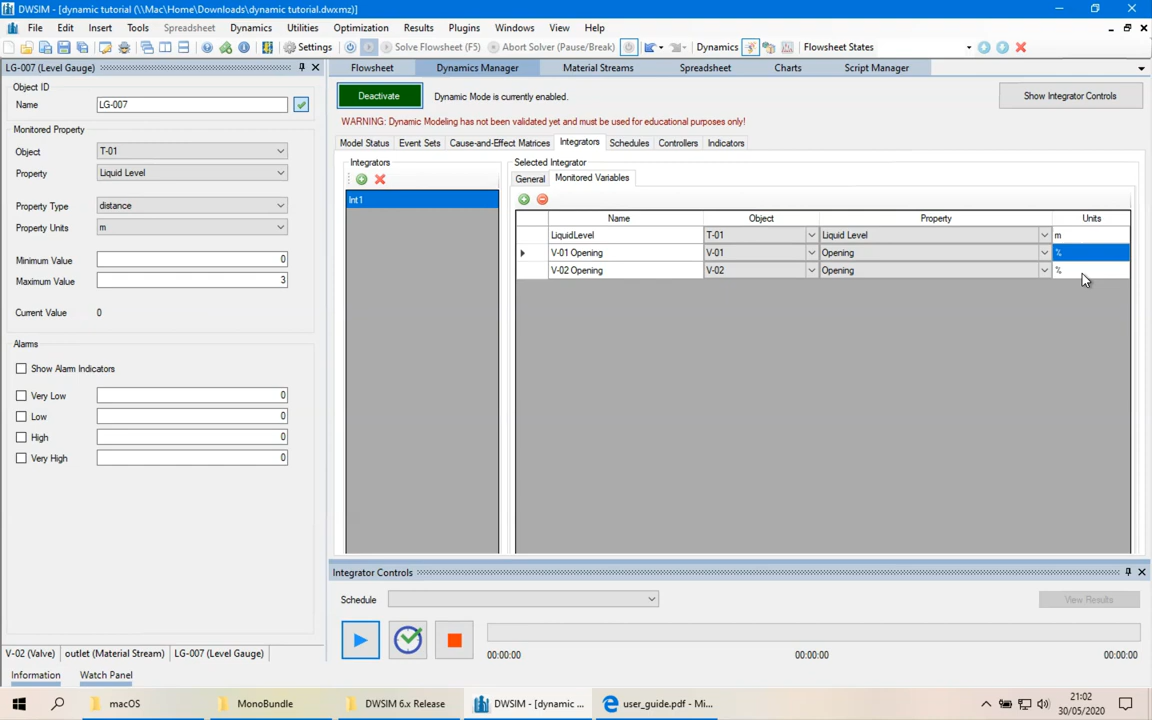 DWSIM - [dynamic tutorial (\\Mac\Home\Downloads\dynamic tutorial.dwxmz)]
File Edit Insert Tools Spreadsheet Dynamics Utilities Optimization Results Plugins Windows View Help
Settings Solve Flowsheet (F5) Abort Solver (Pause/Break) Dynamics Flowsheet States
LG-007 (Level Gauge)
Object ID
Name LG-007
Monitored Property
Object T-01
Property Liquid Level
Property Type distance
Property Units m
Minimum Value 0
Maximum Value 3
Current Value 0
Alarms
Show Alarm Indicators
Very Low 0
Low 0
High 0
Very High 0
V-02 (Valve) outlet (Material Stream) LG-007 (Level Gauge)
Information Watch Panel
Flowsheet Dynamics Manager Material Streams Spreadsheet Charts Script Manager
Deactivate Dynamic Mode is currently enabled. Show Integrator Controls
WARNING: Dynamic Modeling has not been validated yet and must be used for educational purposes only!
Model Status Event Sets Cause-and-Effect Matrices Integrators Schedules Controllers Indicators
Integrators
Int1
Selected Integrator
General Monitored Variables
Name Object Property Units
LiquidLevel T-01 Liquid Level m
V-01 Opening V-01 Opening %
V-02 Opening V-02 Opening %
Integrator Controls
Schedule View Results
00:00:00 00:00:00 00:00:00
macOS MonoBundle DWSIM 6.x Release DWSIM - [dynamic ... user_guide.pdf - Mi...
21:02
30/05/2020